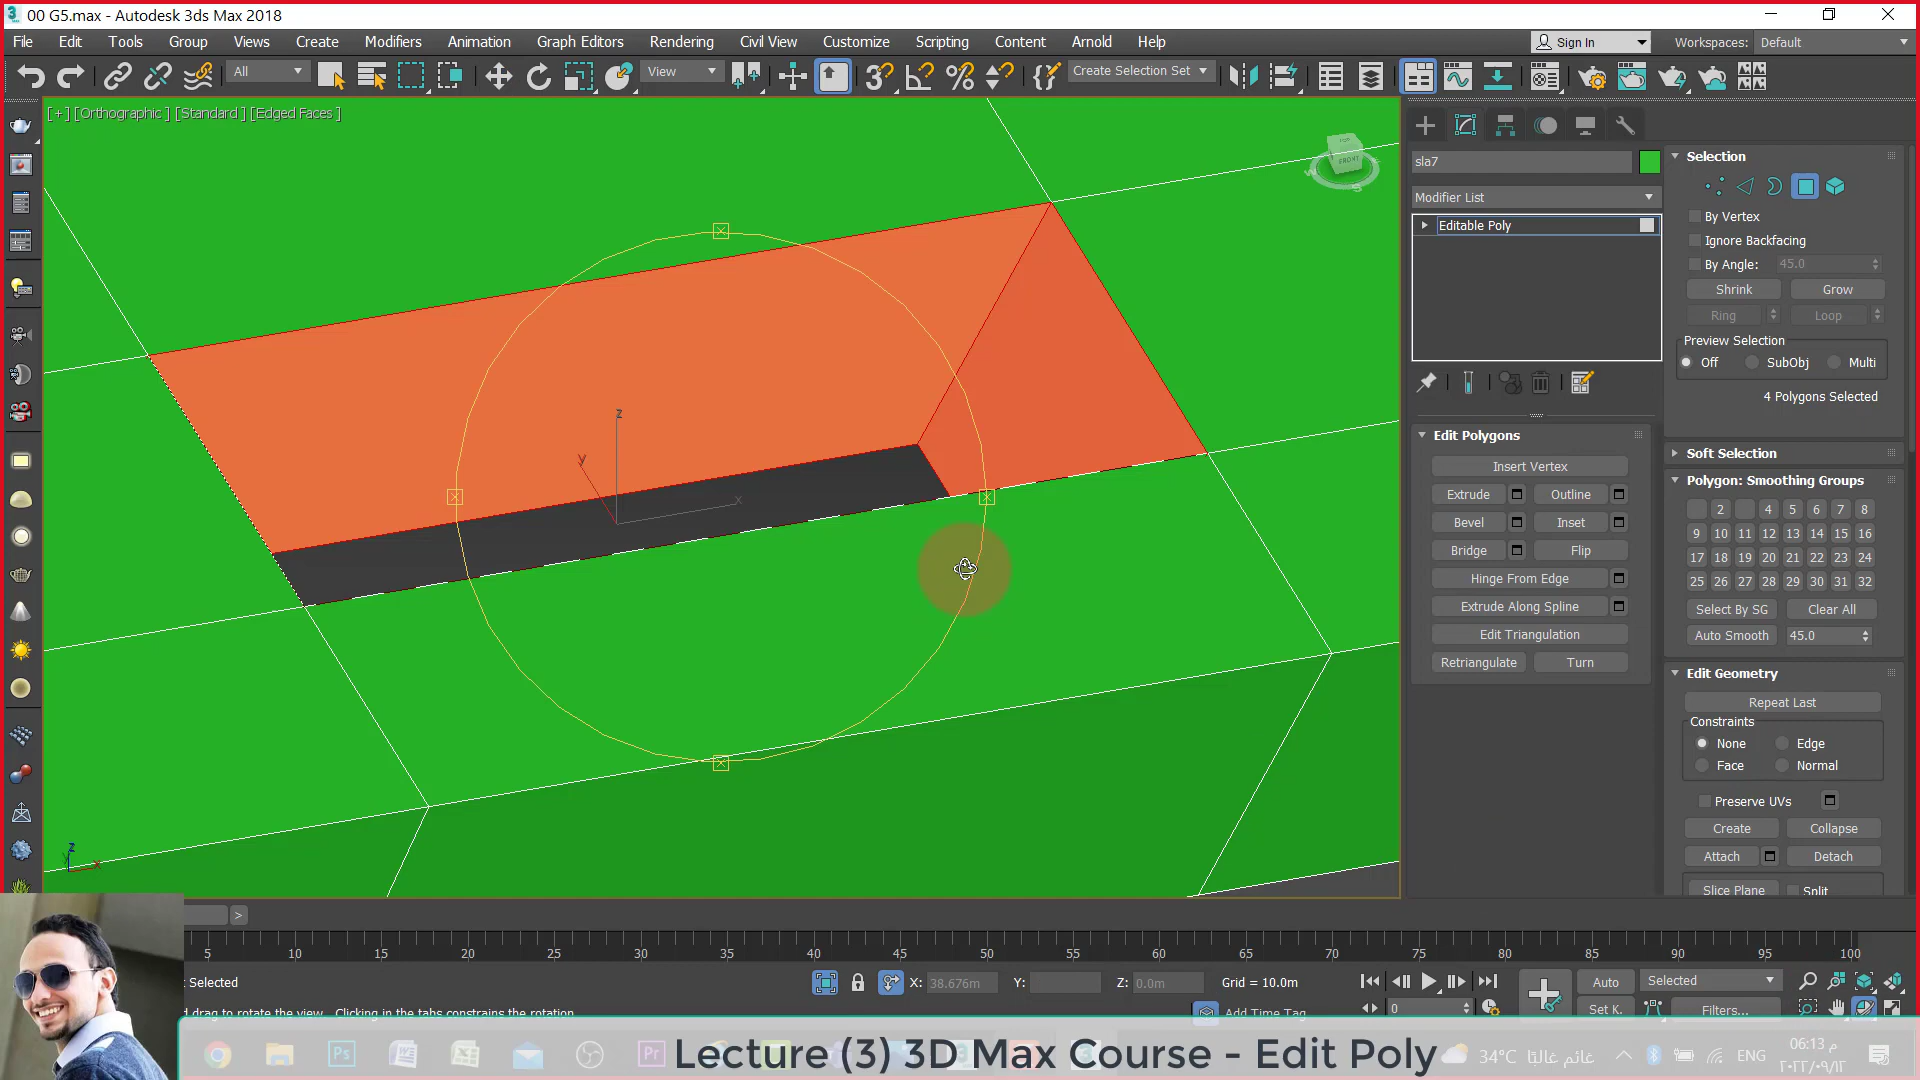 00 G5.max - Autodesk 3ds Max 2018
File Edit Tools Group Views Create Modifiers Animation Graph Editors Rendering Civil View Customize Scripting Content Arnold Help
Sign In Workspaces: Default
All View Create Selection Set
[+] [Orthographic ] [Standard ] [Edged Faces ]
TOP
FRONT
W S
z
y
x
z
y
x
sla7
Modifier List
Editable Poly
Edit Polygons
Insert Vertex
Extrude Outline
Bevel Inset
Bridge Flip
Hinge From Edge
Extrude Along Spline
Edit Triangulation
Retriangulate Turn
Selection
By Vertex
Ignore Backfacing
By Angle: 45.0
Shrink Grow
Ring Loop
Preview Selection
Off SubObj Multi
4 Polygons Selected
Soft Selection
Polygon: Smoothing Groups
2 4 5 6 7 8
9 10 11 12 13 14 15 16
17 18 19 20 21 22 23 24
25 26 27 28 29 30 31 32
Select By SG Clear All
Auto Smooth 45.0
Edit Geometry
Repeat Last
Constraints
None Edge
Face Normal
Preserve UVs
Create Collapse
Attach Detach
Slice Plane Split
>
5 10 15 20 25 30 35 40 45 50 55 60 65 70 75 80 85 90 95 100
Selected X: 38.676m Y: Z: 0.0m Grid = 10.0m Auto Selected
drag to rotate the view. Clicking in the tabs constrains the rotation Add Time Tag 0 Set K. Filters...
Lecture (3) 3D Max Course - Edit Poly
34°C غائم غالبًا ENG
06:13 م
٢٠٢٢/٠٩/١٢